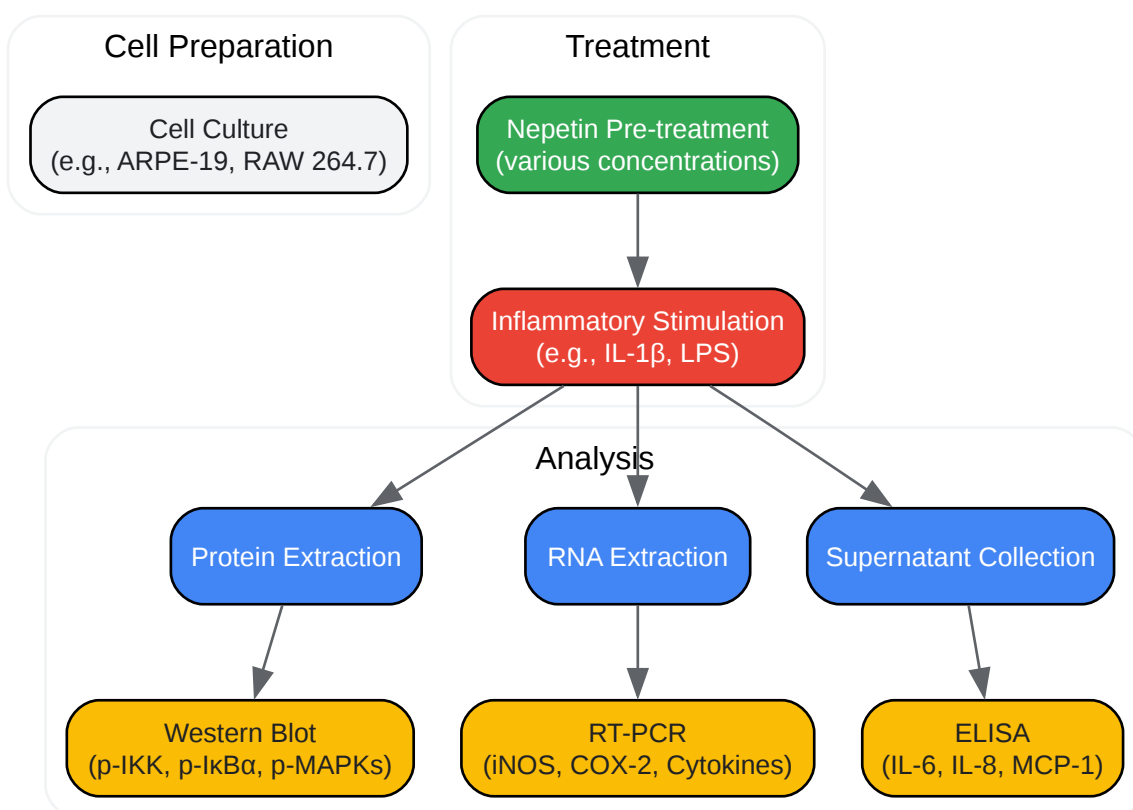 Cell Preparation
Cell Culture
(e.g., ARPE-19, RAW 264.7)
Treatment
Nepetin Pre-treatment
(various concentrations)
Inflammatory Stimulation
(e.g., IL-1β, LPS)
Analysis
Protein Extraction
RNA Extraction
Supernatant Collection
Western Blot
(p-IKK, p-IκBα, p-MAPKs)
RT-PCR
(iNOS, COX-2, Cytokines)
ELISA
(IL-6, IL-8, MCP-1)